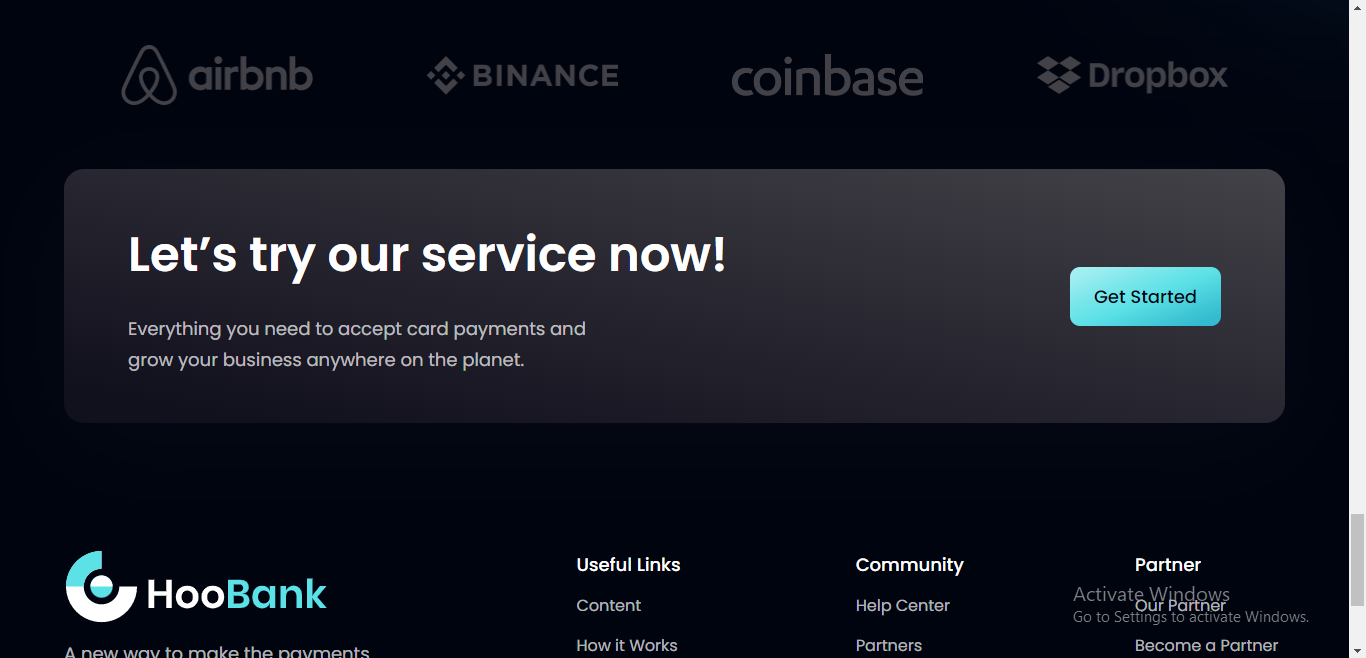 airbnb BINANCE coinbase Dropbox
Let’s try our service now!
Get Started
Everything you need to accept card payments and
grow your business anywhere on the planet.
HooBank
A new way to make the payments
Useful Links
Content
How it Works
Community
Help Center
Partners
Partner
Our Partner
Become a Partner
Activate Windows
Go to Settings to activate Windows.